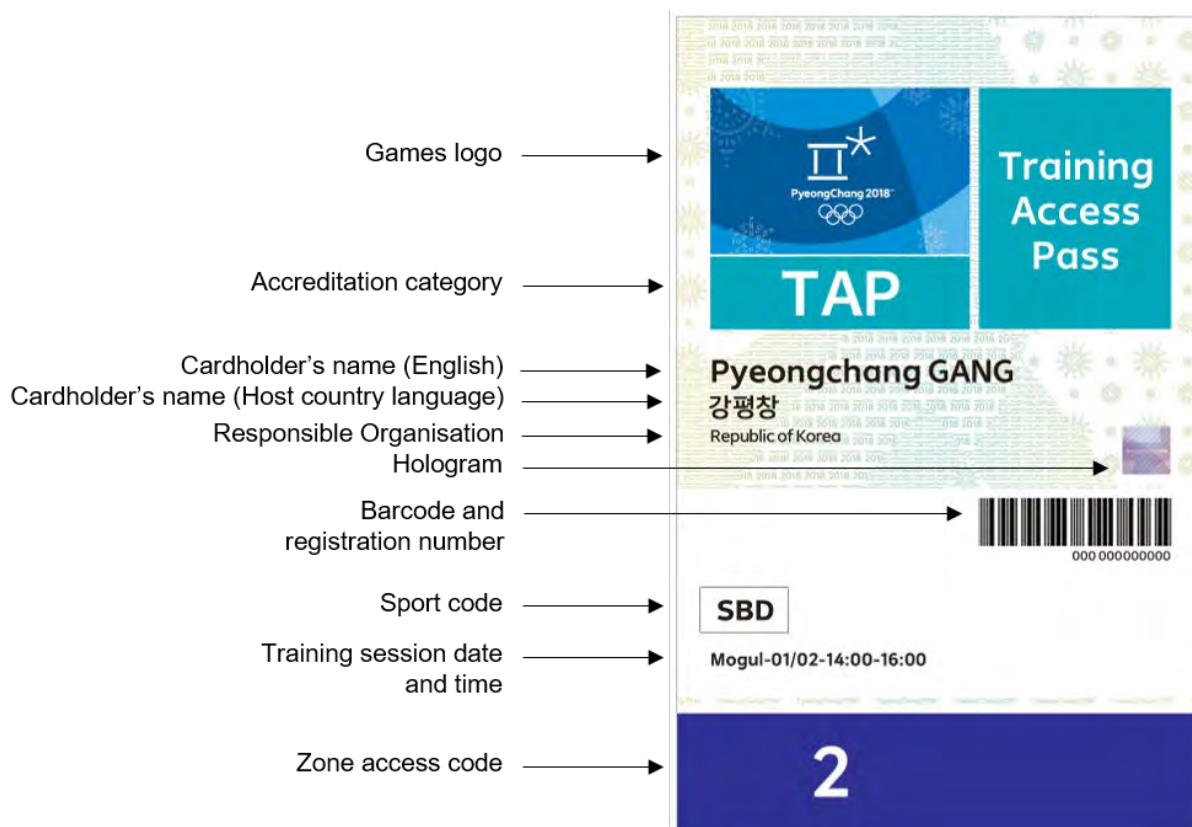 Games logo
Accreditation category
Cardholder's name (English)
Cardholder's name (Host country language)
Responsible Organisation
Hologram
Barcode and
registration number
Sport code
Training session date
and time
Zone access code
PyeongChang 2018™
TAP
Training
Access
Pass
Pyeongchang GANG
강평창
Republic of Korea
000 000000000
SBD
Mogul-01/02-14:00-16:00
2